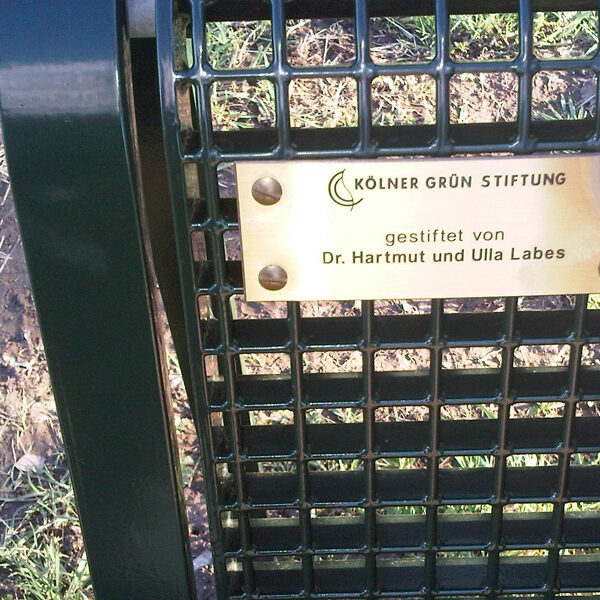 KÖLNER GRÜN STIFTUNG
gestiftet von
Dr. Hartmut und Ulla Labes